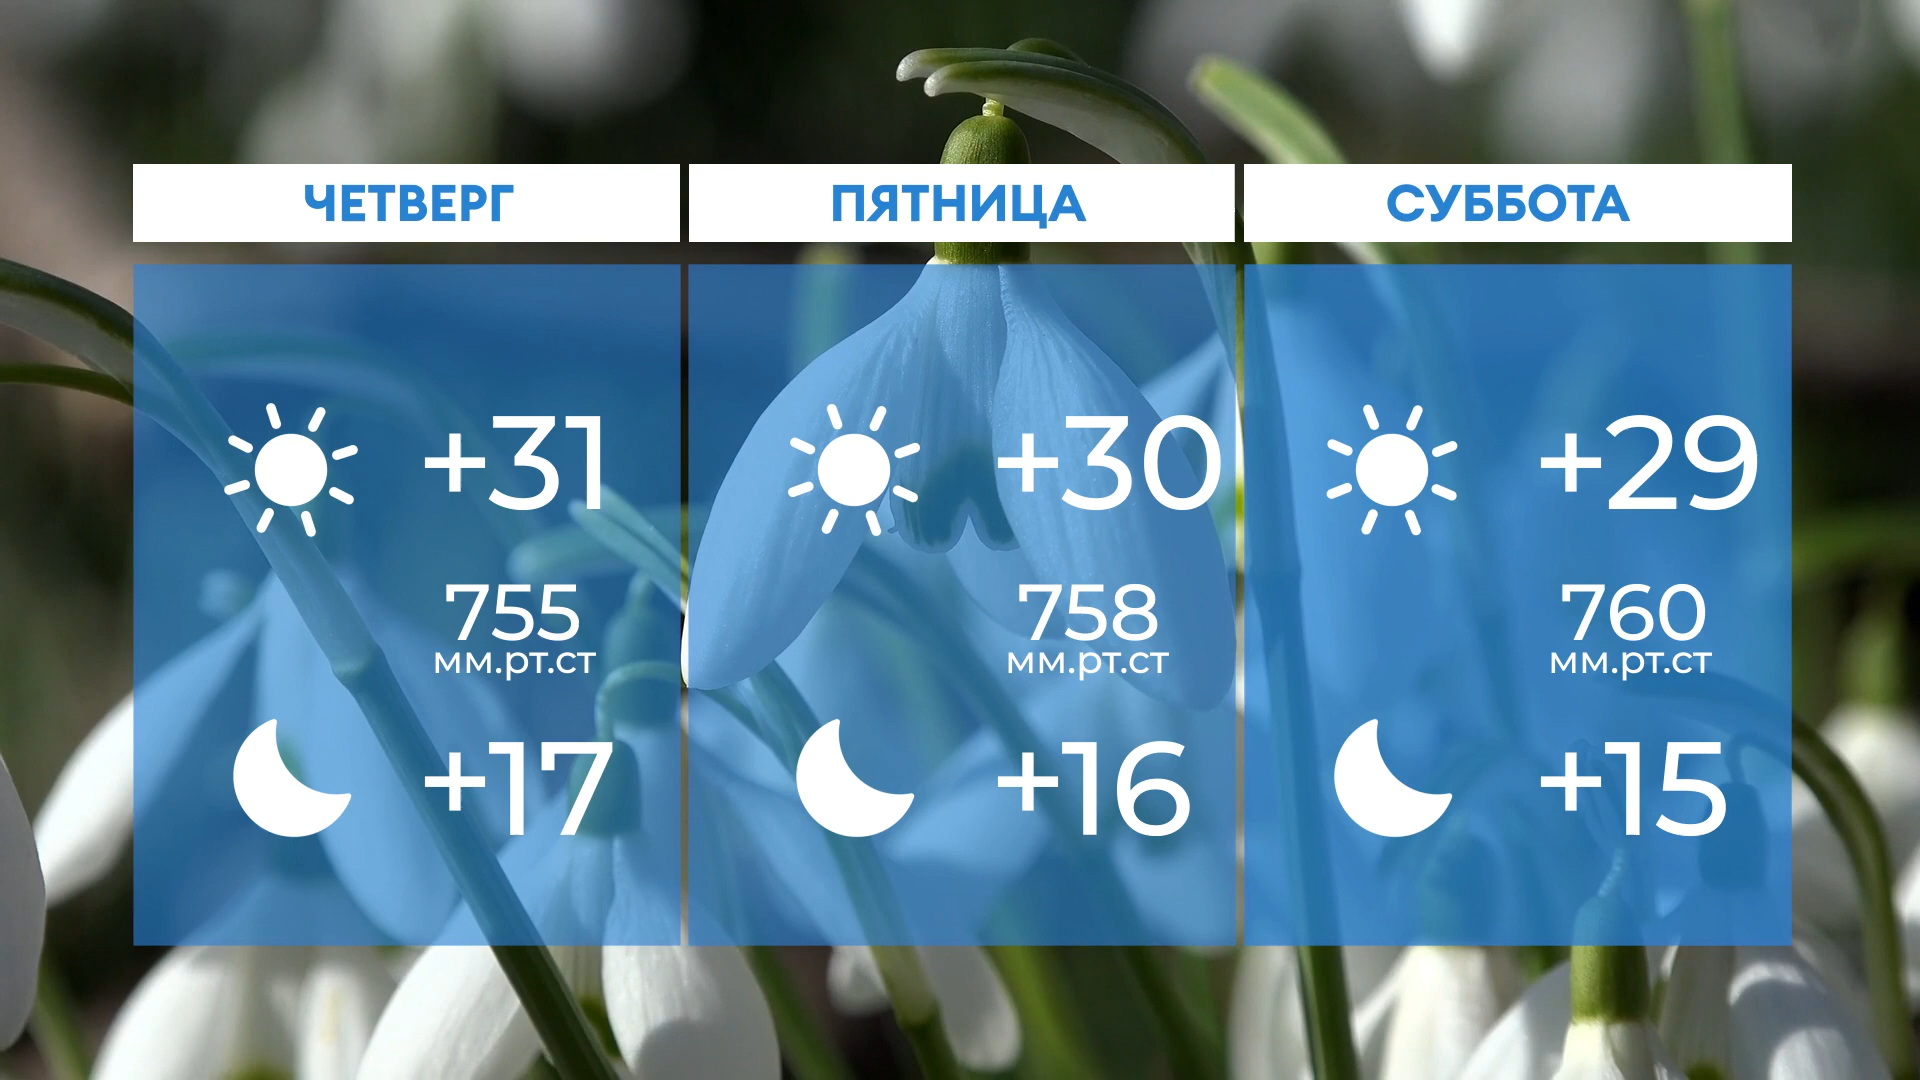 ЧЕТВЕРГ
+31
755
мм.рт.ст
+17
ПЯТНИЦА
+30
758
мм.рт.ст
+16
СУББОТА
+29
760
мм.рт.ст
+15